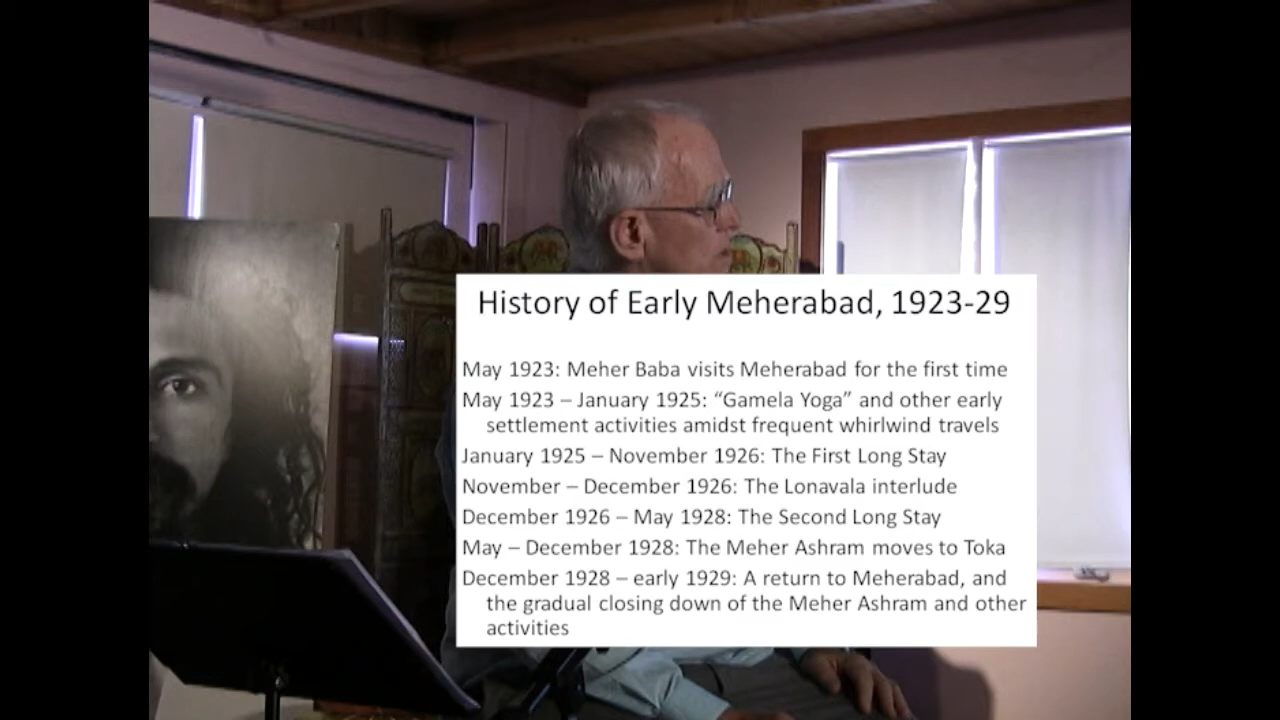 History of Early Meherabad, 1923-29
May 1923: Meher Baba visits Meherabad for the first time
May 1923 – January 1925: “Gamela Yoga” and other early
settlement activities amidst frequent whirlwind travels
January 1925 – November 1926: The First Long Stay
November – December 1926: The Lonavala interlude
December 1926 – May 1928: The Second Long Stay
May – December 1928: The Meher Ashram moves to Toka
December 1928 – early 1929: A return to Meherabad, and
the gradual closing down of the Meher Ashram and other
activities